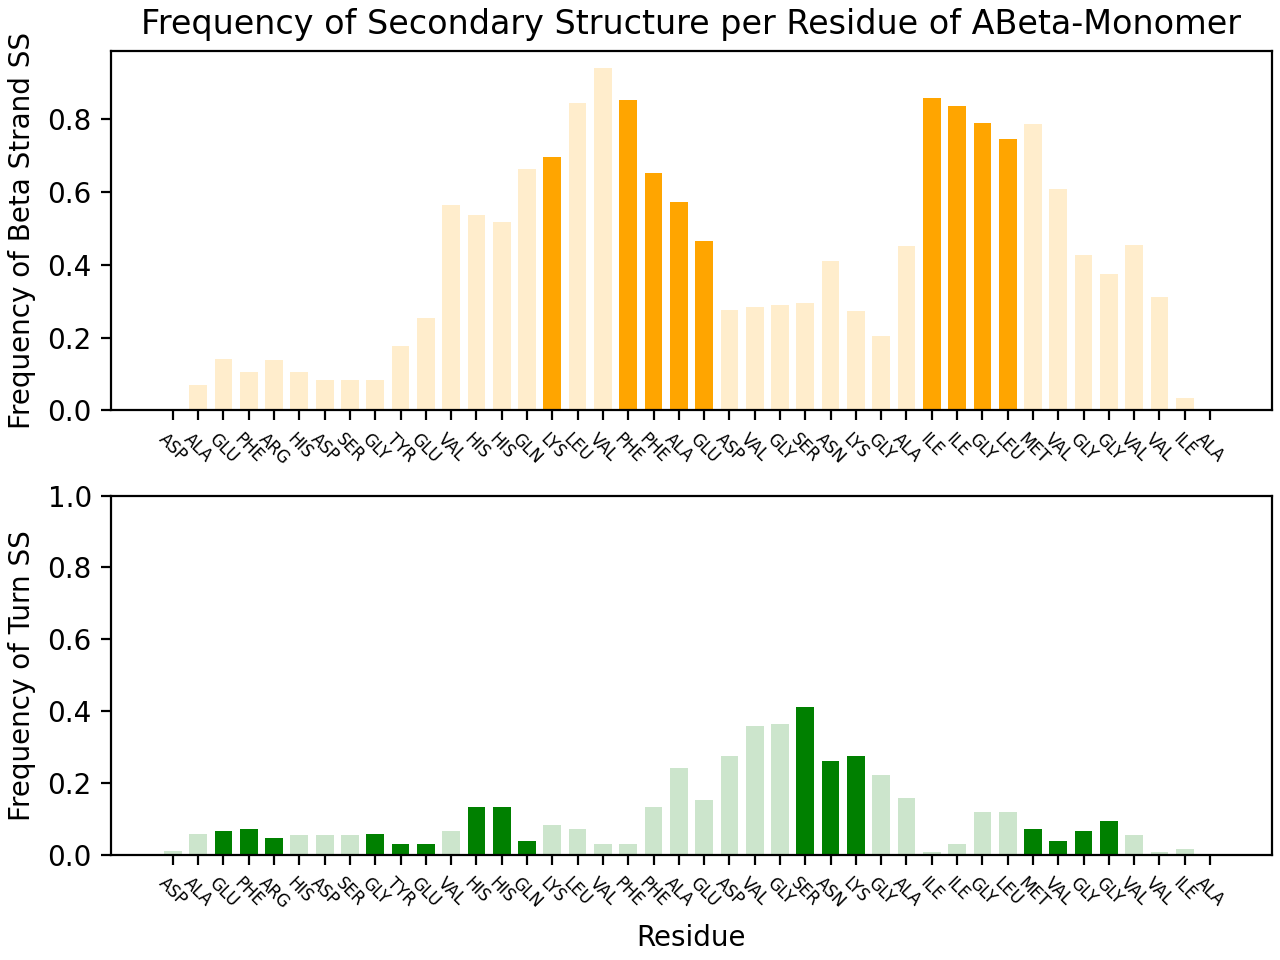 Frequency of Secondary Structure per Residue of ABeta-Monomer
Frequency of Beta Strand SS
0.8
0.6
0.4
0.2
0.0
ASP ALA GLU PHE ARG HIS ASP SER GLY TYR GLU VAL HIS HIS GLN LYS LEU VAL PHE PHE ALA GLU ASP VAL GLY SER ASN LYS GLY ALA ILE ILE GLY LEU MET VAL GLY GLY VAL VAL ILE ALA
Frequency of Turn SS
1.0
0.8
0.6
0.4
0.2
0.0
ASP ALA GLU PHE ARG HIS ASP SER GLY TYR GLU VAL HIS HIS GLN LYS LEU VAL PHE PHE ALA GLU ASP VAL GLY SER ASN LYS GLY ALA ILE ILE GLY LEU MET VAL GLY GLY VAL VAL ILE ALA
Residue